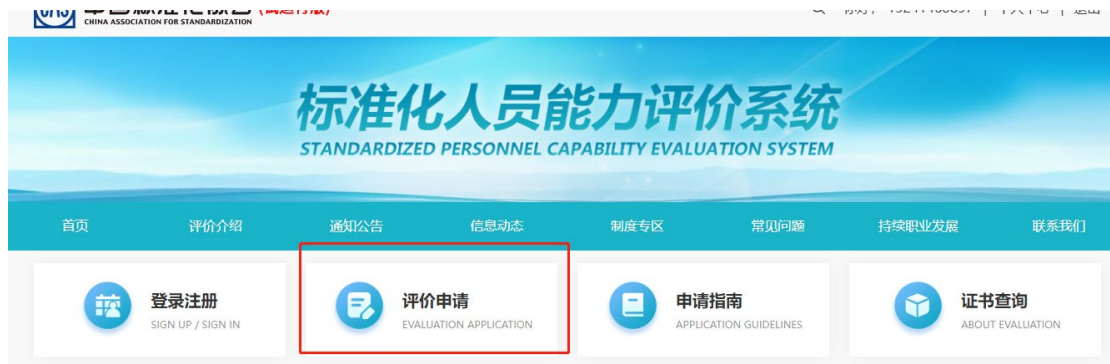 CHINA ASSOCIATION FOR STANDARDIZATION
标准化人员能力评价系统
STANDARDIZED PERSONNEL CAPABILITY EVALUATION SYSTEM
首页 评价介绍 通知公告 信息动态 制度专区 常见问题 持续职业发展 联系我们
登录注册 评价申请 申请指南 证书查询
SIGN UP / SIGN IN EVALUATION APPLICATION APPLICATION GUIDELINES ABOUT EVALUATION